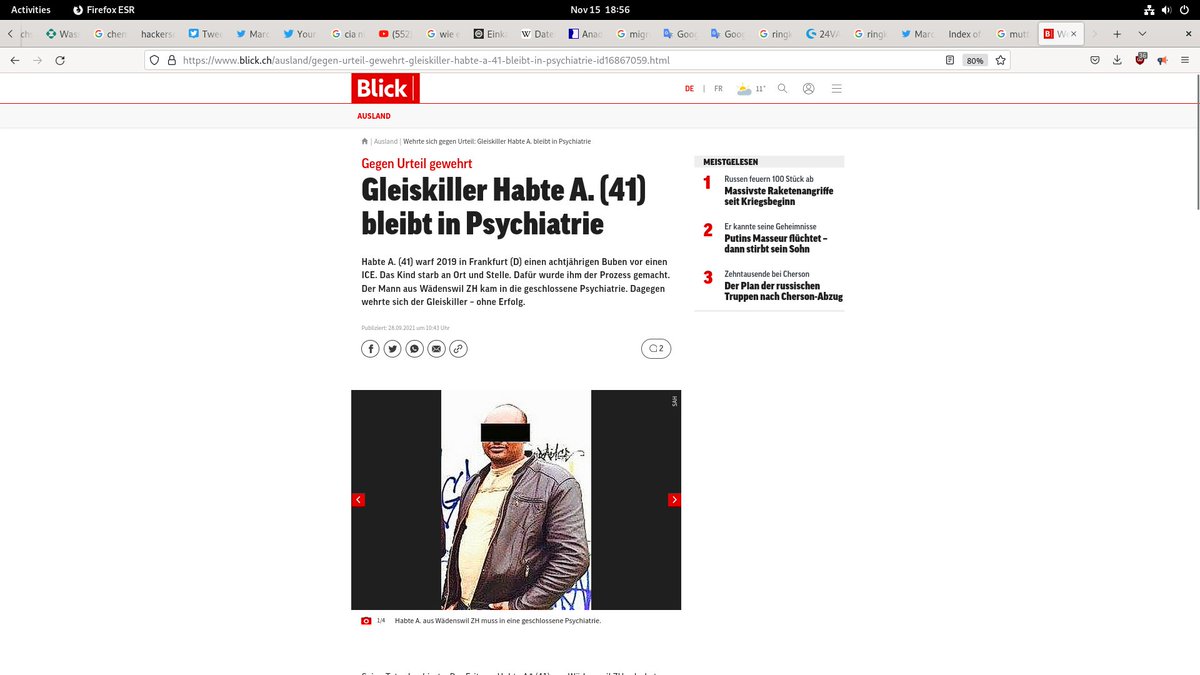 Activities Firefox ESR Nov 15 18:56
Was chen hackers Twee Marc Your cia ni (552 wie e Eink Date Anad migr Goog Goog ringk 24VA ringk Marc Index of mutt We
https://www.blick.ch/ausland/gegen-urteil-gewehrt-gleiskiller-habte-a-41-bleibt-in-psychiatrie-id16867059.html 80%
Blick DE | FR 11°
AUSLAND
| Ausland | Wehrte sich gegen Urteil: Gleiskiller Habte A. bleibt in Psychiatrie
Gegen Urteil gewehrt
Gleiskiller Habte A. (41)
bleibt in Psychiatrie
Habte A. (41) warf 2019 in Frankfurt (D) einen achtjährigen Buben vor einen
ICE. Das Kind starb an Ort und Stelle. Dafür wurde ihm der Prozess gemacht.
Der Mann aus Wädenswil ZH kam in die geschlossene Psychiatrie. Dagegen
wehrte sich der Gleiskiller – ohne Erfolg.
Publiziert: 28.09.2021 um 10:43 Uhr
2
MEISTGELESEN
1
Russen feuern 100 Stück ab
Massivste Raketenangriffe
seit Kriegsbeginn
2
Er kannte seine Geheimnisse
Putins Masseur flüchtet –
dann stirbt sein Sohn
3
Zehntausende bei Cherson
Der Plan der russischen
Truppen nach Cherson-Abzug
1/4 Habte A. aus Wädenswil ZH muss in eine geschlossene Psychiatrie.